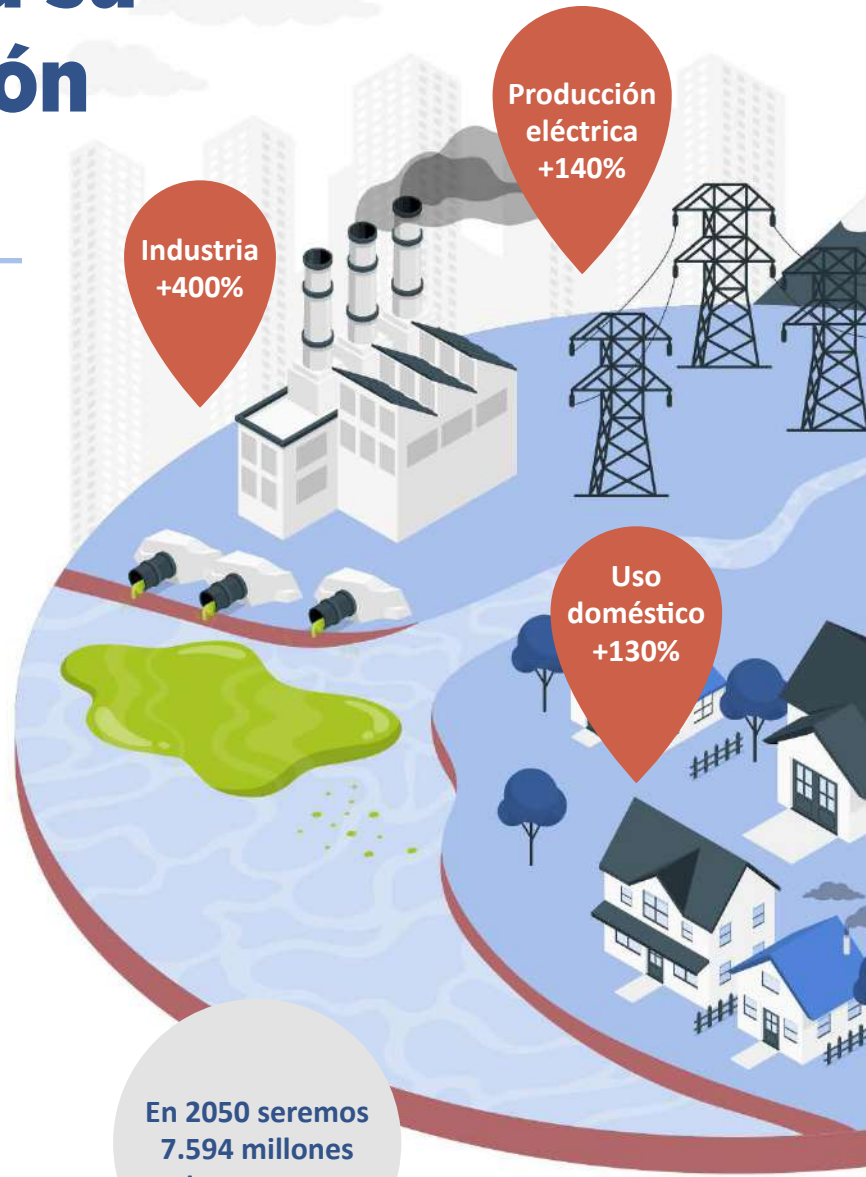 ón
Producción
eléctrica
+140%
Industria
+400%
Uso
doméstico
+130%
En 2050 seremos
7.594 millones